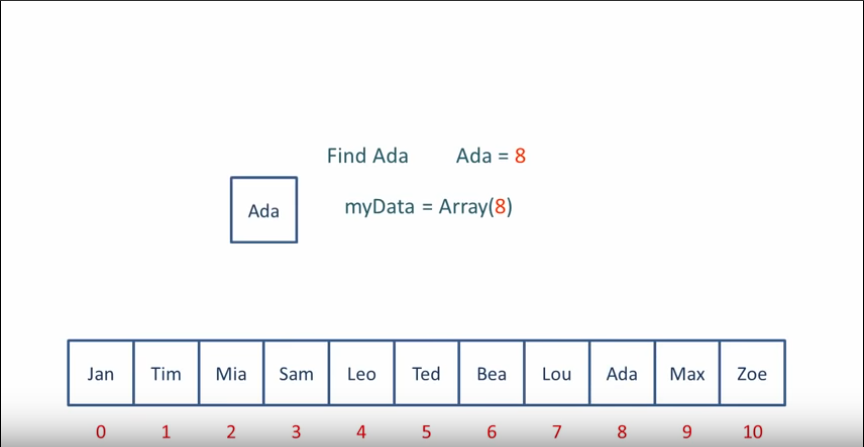 Find Ada Ada = 8
Ada
myData = Array(8)
Jan Tim Mia Sam Leo Ted Bea Lou Ada Max Zoe
0 1 2 3 4 5 6 7 8 9 10